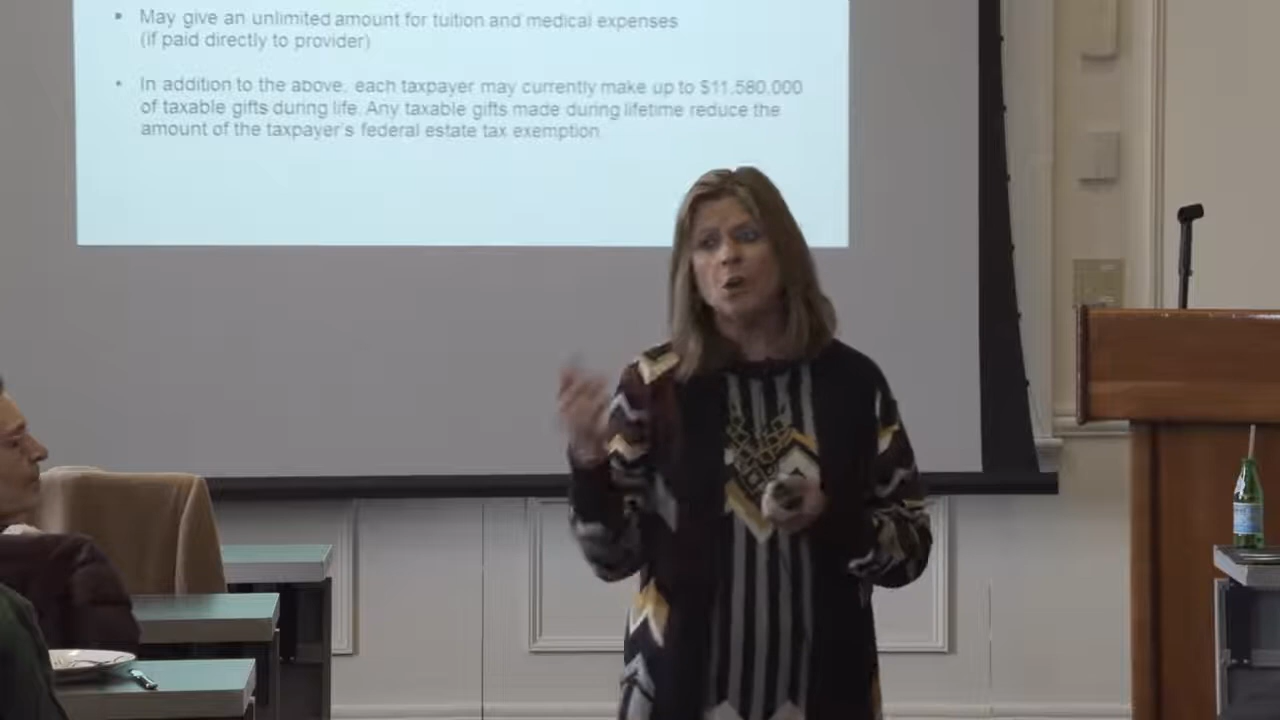 • May give an unlimited amount for tuition and medical expenses
(if paid directly to provider)
• In addition to the above, each taxpayer may currently make up to $11,580,000
of taxable gifts during life. Any taxable gifts made during lifetime reduce the
amount of the taxpayer's federal estate tax exemption.